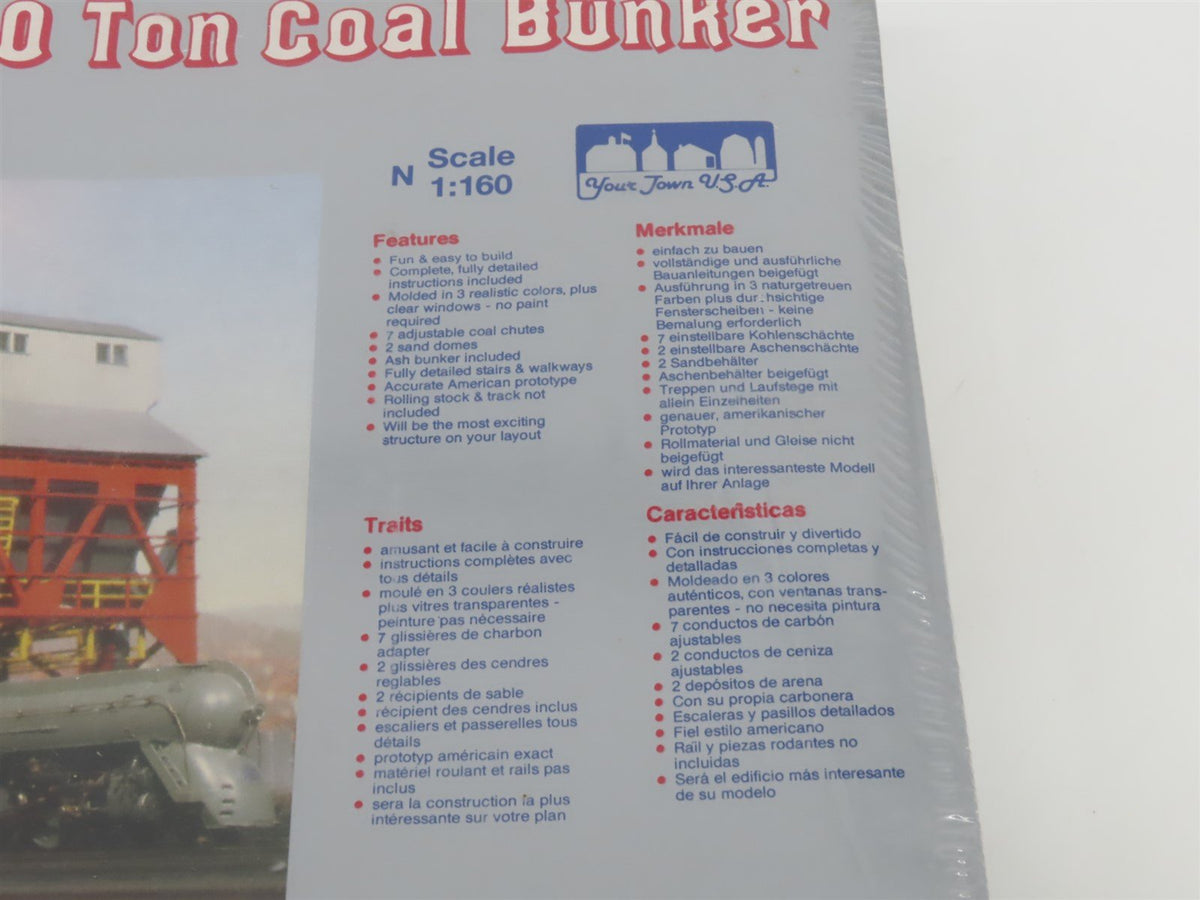 0 Ton Coal Bunker
N Scale
1:160
Your Town U.S.A.
Features
• Fun & easy to build
• Complete, fully detailed
instructions included
• Molded in 3 realistic colors, plus
clear windows - no paint
required
• 7 adjustable coal chutes
• 2 sand domes
• Ash bunker included
• Fully detailed stairs & walkways
• Accurate American prototype
• Rolling stock & track not
included
• Will be the most exciting
structure on your layout
Merkmale
• einfach zu bauen
• vollständige und ausführliche
Bauanleitungen beigefügt
• Ausführung in 3 naturgetreuen
Farben plus durchsichtige
Fensterscheiben - keine
Bemalung erforderlich
• 7 einstellbare Kohlenschächte
• 2 einstellbare Aschenschächte
• 2 Sandbehälter
• Aschenbehälter beigefügt
• Treppen und Laufstege mit
allein Einzeiheiten
• genauer, amerikanischer
Prototyp
• Rollmaterial und Gleise nicht
beigefügt
• wird das interessanteste Modell
auf Ihrer Anlage
Traits
• amusant et facile à construire
• instructions complètes avec
tous détails
• moulé en 3 coulers réalistes
plus vitres transparentes -
peinture pas nécessaire
• 7 glissières de charbon
adapter
• 2 glissières des cendres
reglables
• 2 récipients de sable
• récipient des cendres inclus
• escaliers et passerelles tous
détails
• prototyp américain exact
• matériel roulant et rails pas
inclus
• sera la construction la plus
intéressante sur votre plan
Caracteristicas
• Fácil de construir y divertido
• Con instrucciones completas y
detalladas
• Moldeado en 3 colores
auténticos, con ventanas trans-
parentes - no necesita pintura
• 7 conductos de carbón
ajustables
• 2 conductos de ceniza
ajustables
• 2 depósitos de arena
• Con su propia carbonera
• Escaleras y pasillos detallados
• Fiel estilo americano
• Raíl y piezas rodantes no
incluidas
• Será el edificio más interesante
de su modelo